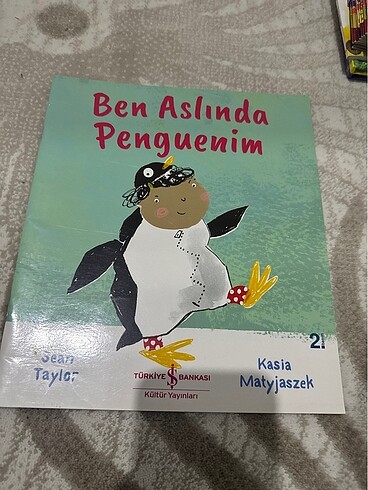 Ben Aslında
Penguenim
Sean
Taylor
TÜRKİYE İŞ BANKASI
Kültür Yayınları
2.
Kasia
Matyjaszek